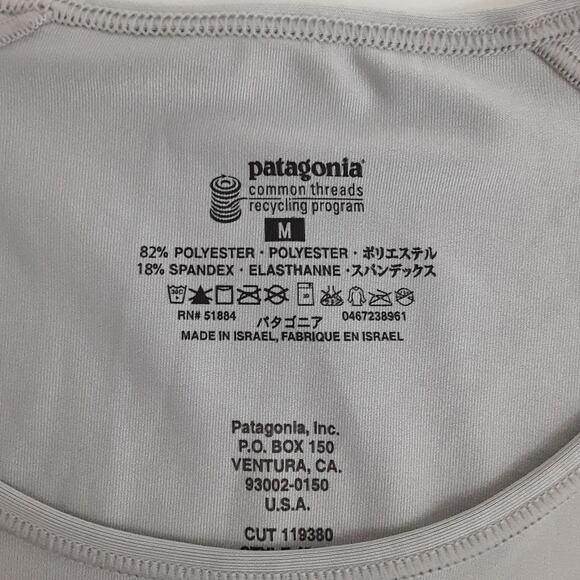 patagonia®
common threads
recycling program
M
82% POLYESTER · POLYESTER · ポリエステル
18% SPANDEX · ELASTHANNE · スパンデックス
RN# 51884 パタゴニア 0467238961
MADE IN ISRAEL, FABRIQUE EN ISRAEL
Patagonia, Inc.
P.O. BOX 150
VENTURA, CA.
93002-0150
U.S.A.
CUT 119380